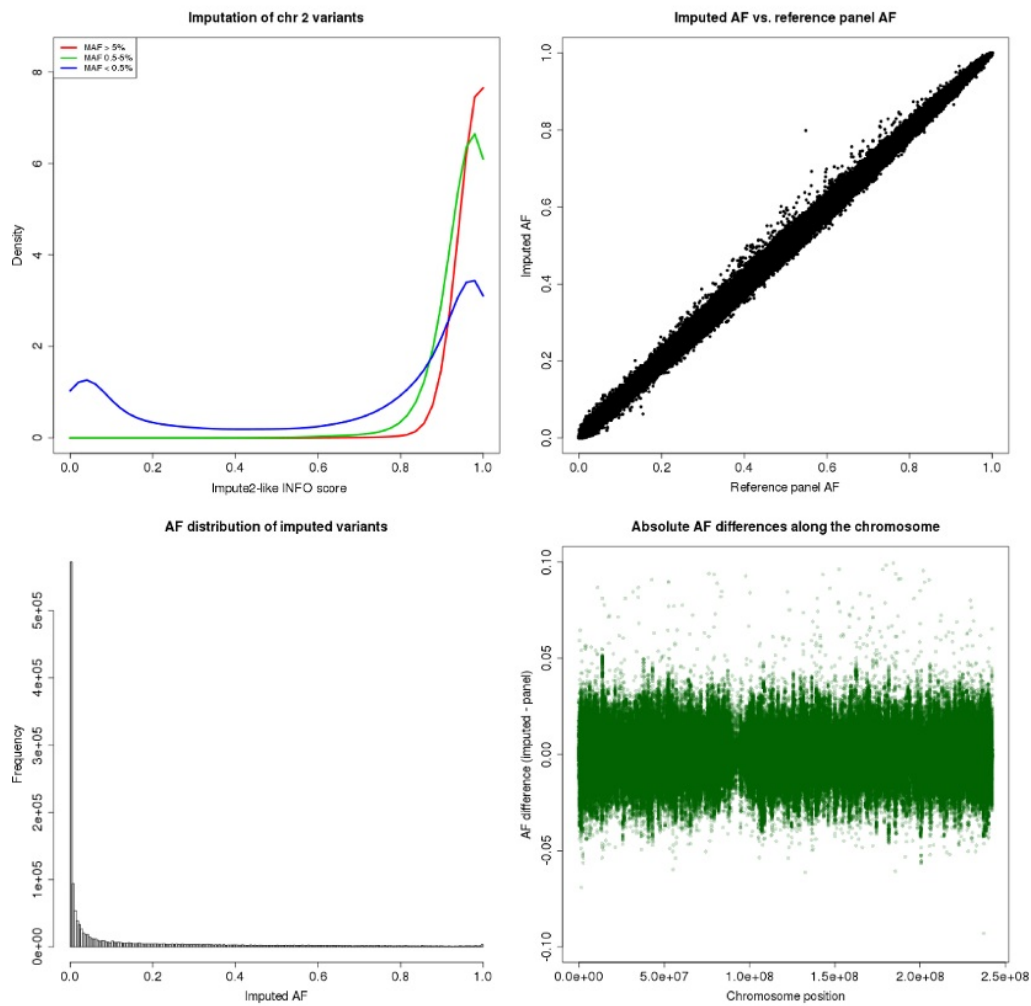 Imputation of chr 2 variants
MAF > 5%
MAF 0.5-5%
MAF < 0.5%
8
6
4
2
0
Density
0.0 0.2 0.4 0.6 0.8 1.0
Impute2-like INFO score
Imputed AF vs. reference panel AF
1.0
0.8
0.6
0.4
0.2
0.0
Imputed AF
0.0 0.2 0.4 0.6 0.8 1.0
Reference panel AF
AF distribution of imputed variants
5e+05
4e+05
3e+05
2e+05
1e+05
0e+00
Frequency
0.0 0.2 0.4 0.6 0.8 1.0
Imputed AF
Absolute AF differences along the chromosome
0.10
0.05
0.00
-0.05
-0.10
AF difference (imputed - panel)
0.0e+00 5.0e+07 1.0e+08 1.5e+08 2.0e+08 2.5e+08
Chromosome position